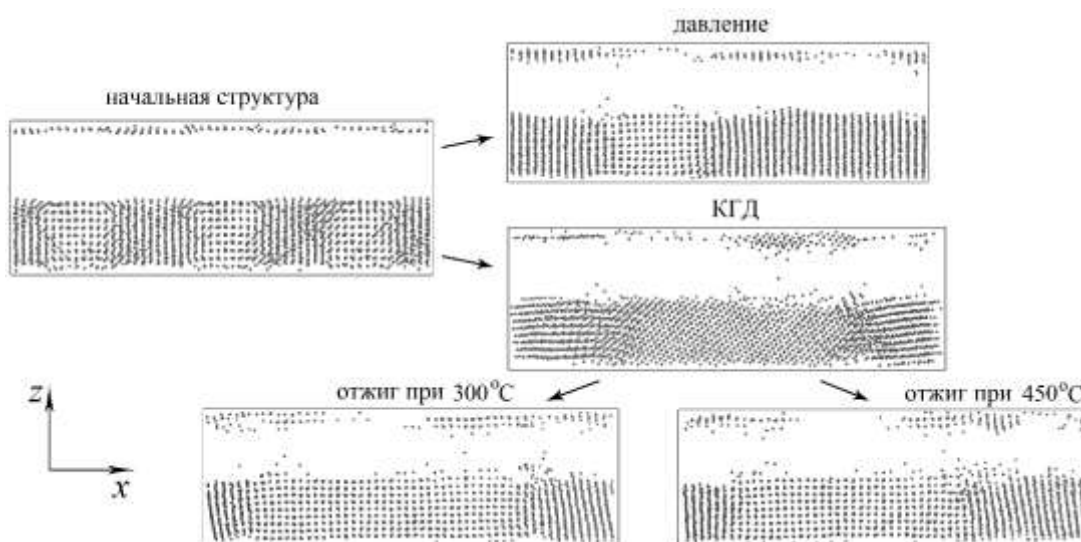 давление
начальная структура
КГД
отжиг при 300°C
отжиг при 450°C
z
x